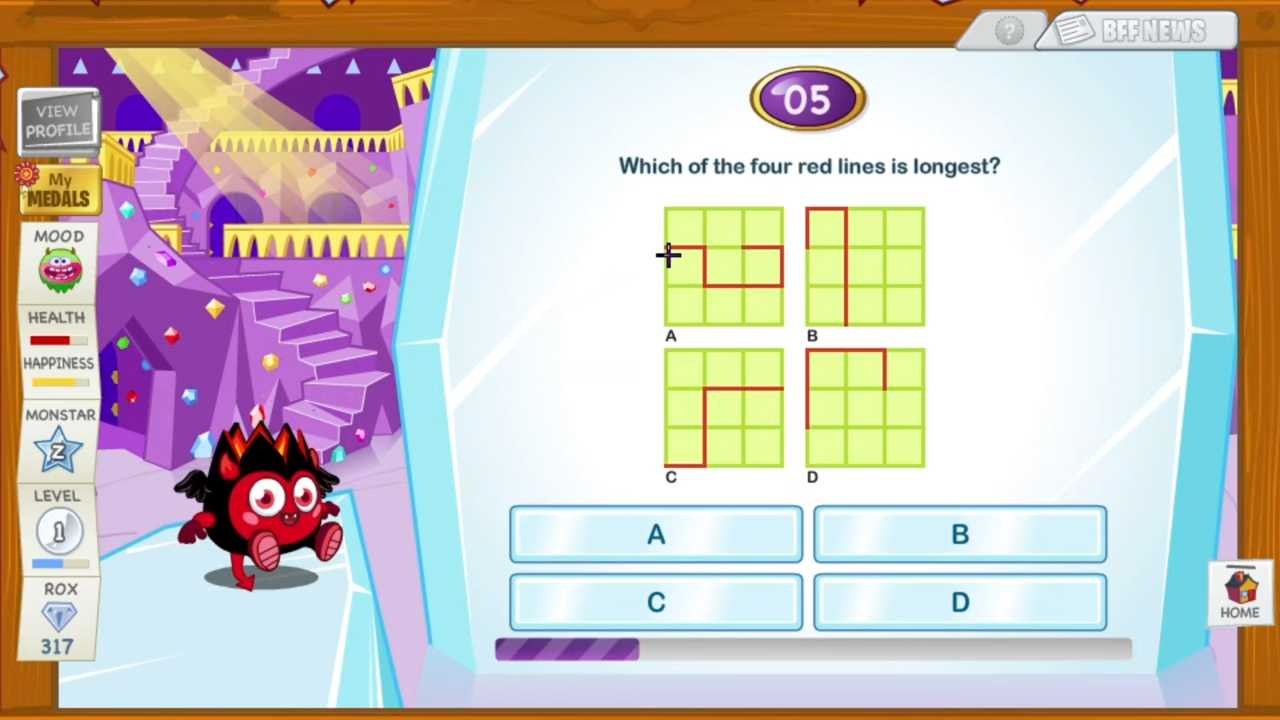 ?
BFF NEWS
VIEW
PROFILE
My
MEDALS
MOOD
HEALTH
HAPPINESS
MONSTAR
Z
LEVEL
1
ROX
317
05
Which of the four red lines is longest?
A
B
C
D
A
B
C
D
HOME